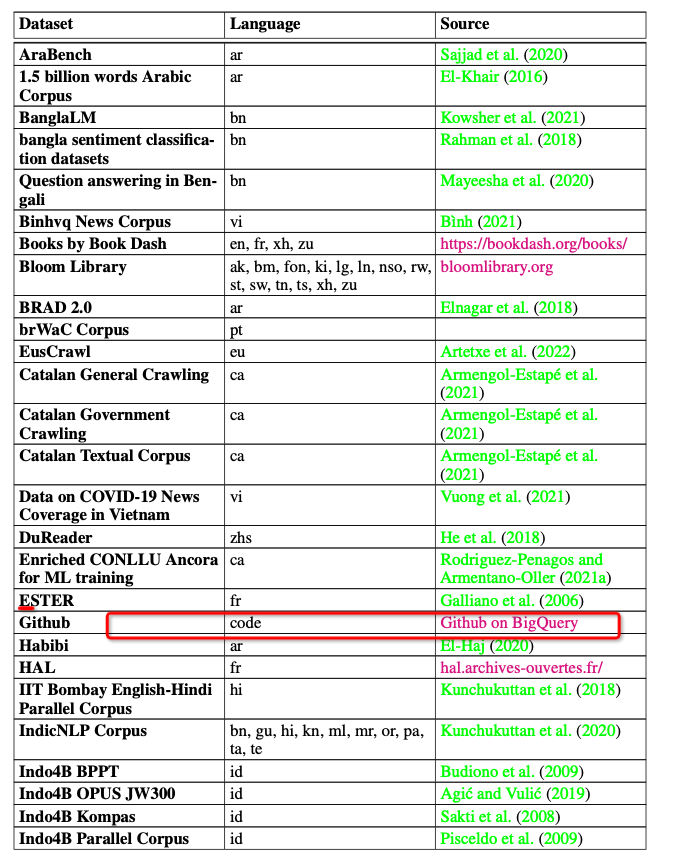 Dataset Language Source
AraBench ar Sajjad et al. (2020)
1.5 billion words Arabic ar El-Khair (2016)
Corpus
BanglaLM bn Kowsher et al. (2021)
bangla sentiment classifica- bn Rahman et al. (2018)
tion datasets
Question answering in Ben- bn Mayeesha et al. (2020)
gali
Binhvq News Corpus vi Bình (2021)
Books by Book Dash en, fr, xh, zu https://bookdash.org/books/
Bloom Library ak, bm, fon, ki, lg, ln, nso, rw, bloomlibrary.org
st, sw, tn, ts, xh, zu
BRAD 2.0 ar Elnagar et al. (2018)
brWaC Corpus pt
EusCrawl eu Artetxe et al. (2022)
Catalan General Crawling ca Armengol-Estapé et al.
(2021)
Catalan Government ca Armengol-Estapé et al.
Crawling (2021)
Catalan Textual Corpus ca Armengol-Estapé et al.
(2021)
Data on COVID-19 News vi Vuong et al. (2021)
Coverage in Vietnam
DuReader zhs He et al. (2018)
Enriched CONLLU Ancora ca Rodriguez-Penagos and
for ML training Armentano-Oller (2021a)
ESTER fr Galliano et al. (2006)
Github code Github on BigQuery
Habibi ar El-Haj (2020)
HAL fr hal.archives-ouvertes.fr/
IIT Bombay English-Hindi hi Kunchukuttan et al. (2018)
Parallel Corpus
IndicNLP Corpus bn, gu, hi, kn, ml, mr, or, pa, Kunchukuttan et al. (2020)
ta, te
Indo4B BPPT id Budiono et al. (2009)
Indo4B OPUS JW300 id Agić and Vulić (2019)
Indo4B Kompas id Sakti et al. (2008)
Indo4B Parallel Corpus id Pisceldo et al. (2009)